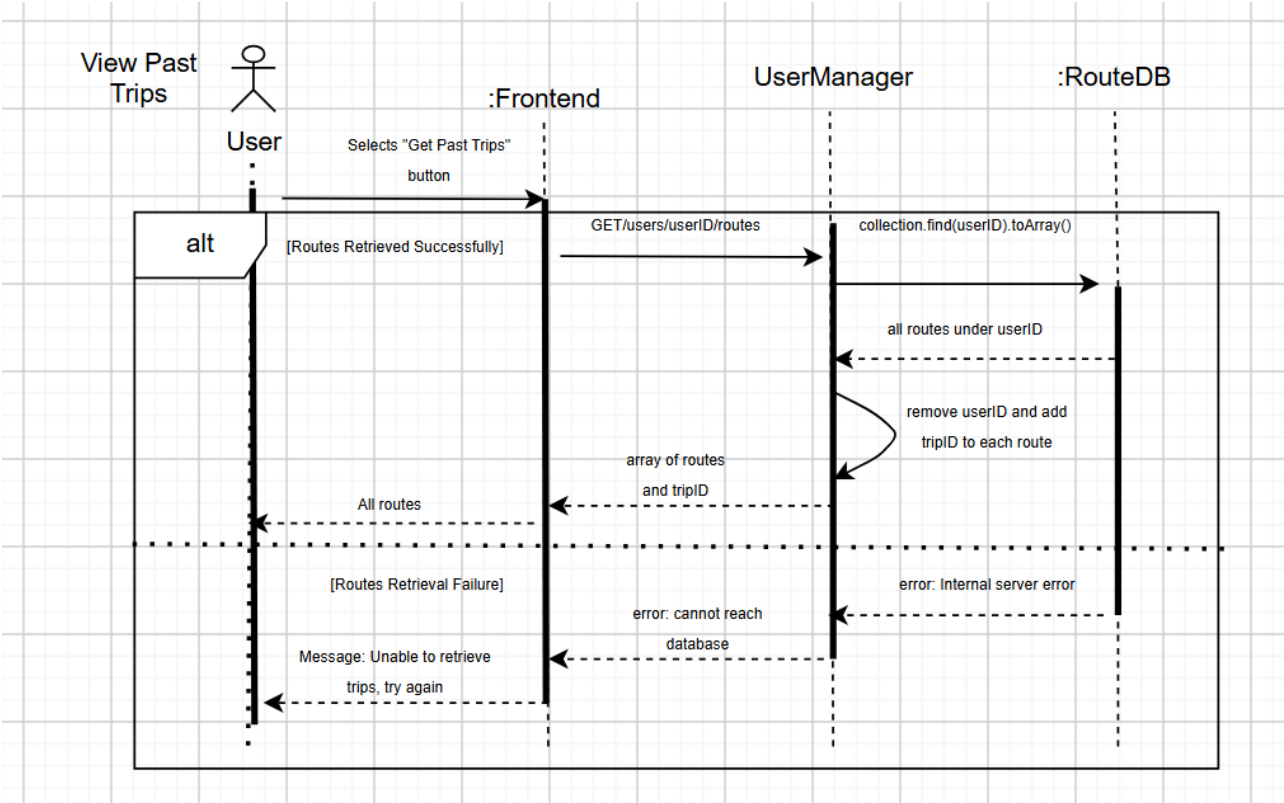 View Past
Trips
User
:Frontend
UserManager
:RouteDB
Selects "Get Past Trips"
button
alt
[Routes Retrieved Successfully]
GET/users/userID/routes
collection.find(userID).toArray()
all routes under userID
remove userID and add
tripID to each route
array of routes
and tripID
All routes
[Routes Retrieval Failure]
error: Internal server error
error: cannot reach
database
Message: Unable to retrieve
trips, try again